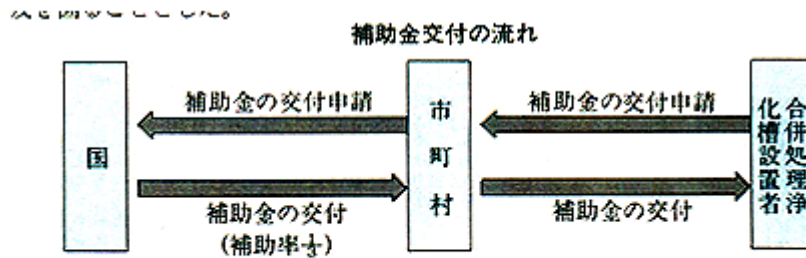 補助金交付の流れ
国
補助金の交付申請
補助金の交付
(補助率⅓)
市町村
補助金の交付申請
補助金の交付
合併処理浄
化槽設置者